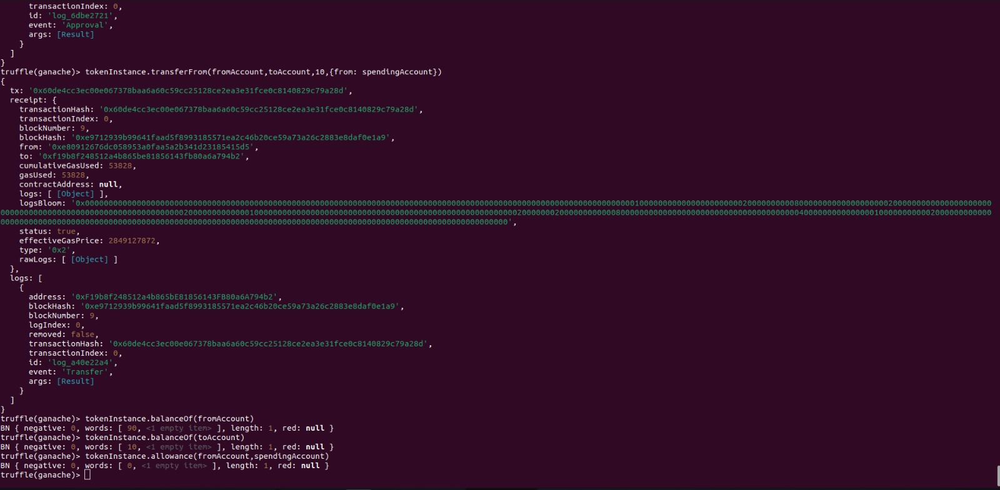 transactionIndex: 0,
id: 'log_6dbe2721',
event: 'Approval',
args: [Result]
}
]
}
truffle(ganache)> tokenInstance.transferFrom(fromAccount,toAccount,10,{from: spendingAccount})
{
tx: '0x60de4cc3ec00e067378baa6a60c59cc25128ce2ea3e31fce0c8140829c79a28d',
receipt: {
transactionHash: '0x60de4cc3ec00e067378baa6a60c59cc25128ce2ea3e31fce0c8140829c79a28d',
transactionIndex: 0,
blockNumber: 9,
blockHash: '0xe9712939b99641faad5f8993185571ea2c46b20ce59a73a26c2883e8daf0e1a9',
from: '0xe80912676dc058953a0faa5a2b341d23185415d5',
to: '0xf19b8f248512a4b865be81856143fb80a6a794b2',
cumulativeGasUsed: 53828,
gasUsed: 53828,
contractAddress: null,
logs: [ [Object] ],
logsBloom:
status: true,
effectiveGasPrice: 2849127872,
type: '0x2',
rawLogs: [ [Object] ]
},
logs: [
{
address: '0xF19b8f248512a4b865bE81856143FB80a6A794b2',
blockHash: '0xe9712939b99641faad5f8993185571ea2c46b20ce59a73a26c2883e8daf0e1a9',
blockNumber: 9,
logIndex: 0,
removed: false,
transactionHash: '0x60de4cc3ec00e067378baa6a60c59cc25128ce2ea3e31fce0c8140829c79a28d',
transactionIndex: 0,
id: 'log_a40e22a4',
event: 'Transfer',
args: [Result]
}
]
}
truffle(ganache)> tokenInstance.balanceOf(fromAccount)
BN { negative: 0, words: [ 90, <1 empty item> ], length: 1, red: null }
truffle(ganache)> tokenInstance.balanceOf(toAccount)
BN { negative: 0, words: [ 10, <1 empty item> ], length: 1, red: null }
truffle(ganache)> tokenInstance.allowance(fromAccount,spendingAccount)
BN { negative: 0, words: [ 0, <1 empty item> ], length: 1, red: null }
truffle(ganache)>